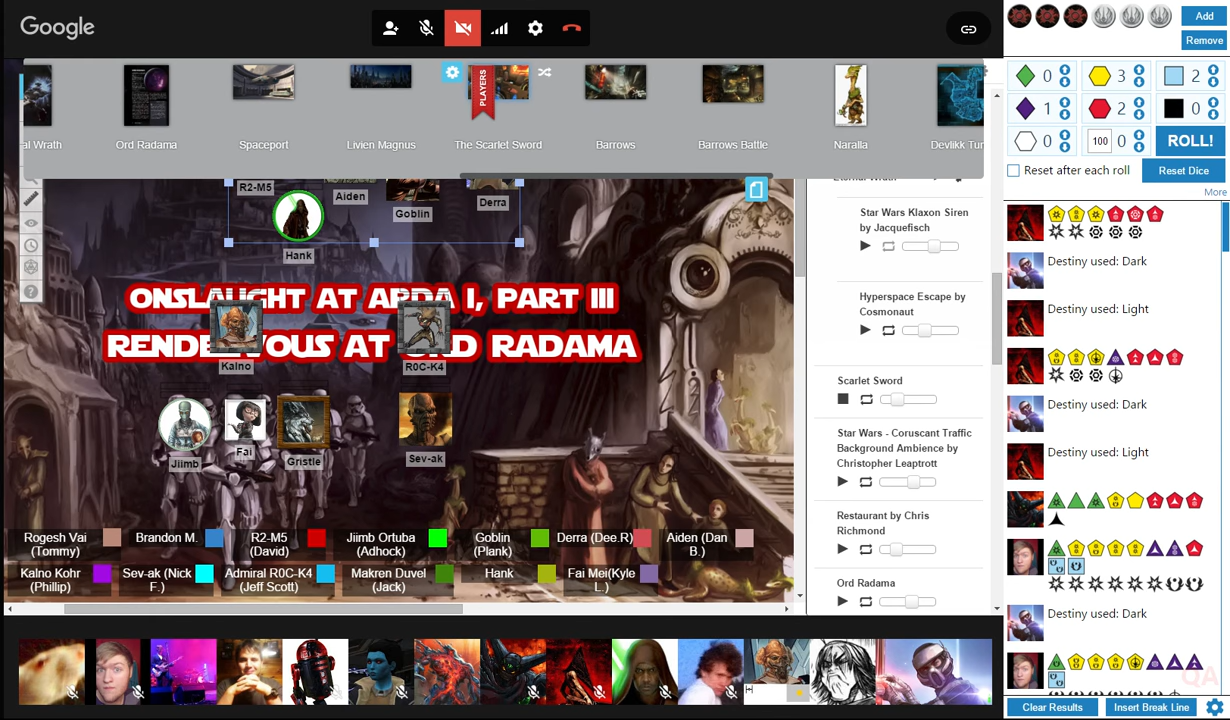 Google
Add
Remove
PLAYERS
0
3
2
1
2
0
0
100
0
ROLL!
Reset after each roll
Reset Dice
More
Ord Radama
Spaceport
Livien Magnus
The Scarlet Sword
Barrows
Barrows Battle
Naralla
al Wrath
R2-M5
Aiden
Goblin
Derra
Hank
ONSLAUGHT AT ARDA I, PART III
RENDEZVOUS AT ORD RADAMA
Kalno
R0C-K4
Jiimb
Fai
Gristle
Sev-ak
Rogesh Vai
(Tommy)
Brandon M.
R2-M5
(David)
Jiimb Ortuba
(Adhock)
Goblin
(Plank)
Derra (Dee.R)
Aiden (Dan
B.)
Kalno Kohr
(Phillip)
Sev-ak (Nick
F.)
Admiral R0C-K4
(Jeff Scott)
Makren Duvel
(Jack)
Hank
Fai Mei(Kyle
L.)
Star Wars Klaxon Siren
by Jacquefisch
Hyperspace Escape by
Cosmonaut
Scarlet Sword
Star Wars - Coruscant Traffic
Background Ambience by
Christopher Leaptrott
Restaurant by Chris
Richmond
Ord Radama
Destiny used: Dark
Destiny used: Light
Destiny used: Dark
Destiny used: Light
Destiny used: Dark
QA
Clear Results
Insert Break Line